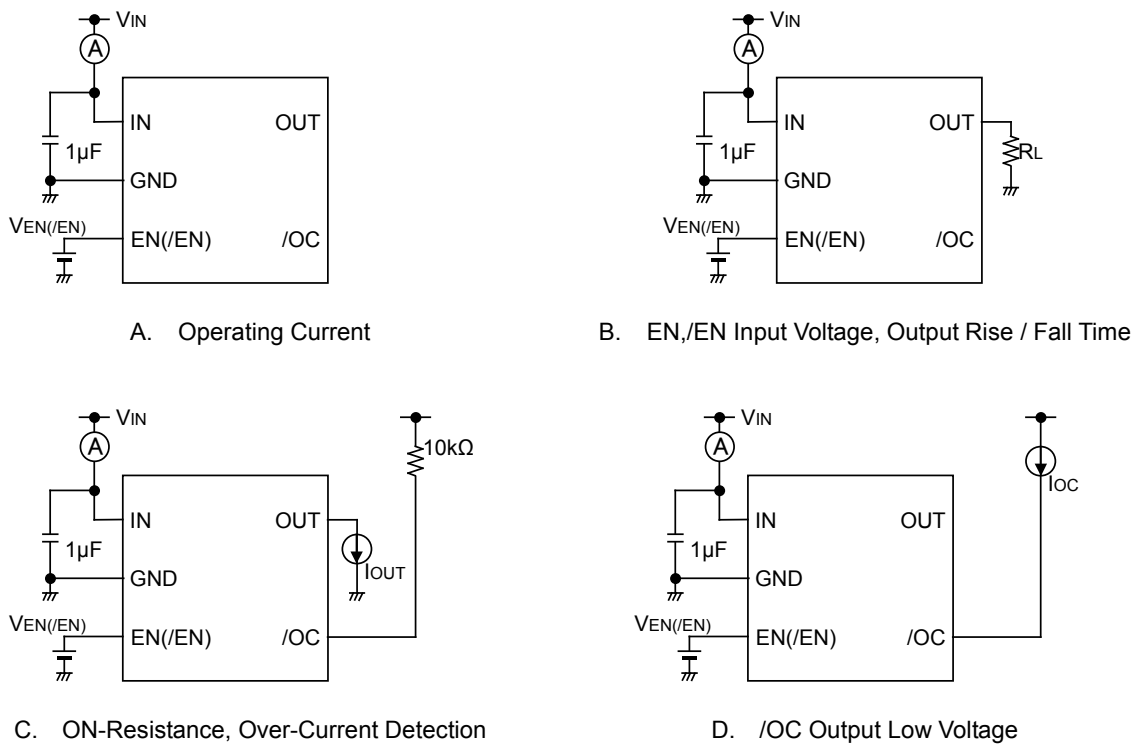 VIN
A
IN OUT
1µF
GND
VEN(/EN)
EN(/EN) /OC
A. Operating Current
VIN
A
IN OUT
1µF
RL
GND
VEN(/EN)
EN(/EN) /OC
B. EN,/EN Input Voltage, Output Rise / Fall Time
VIN
A
10kΩ
IN OUT
1µF
IOUT
GND
VEN(/EN)
EN(/EN) /OC
C. ON-Resistance, Over-Current Detection
VIN
A
IOC
IN OUT
1µF
GND
VEN(/EN)
EN(/EN) /OC
D. /OC Output Low Voltage